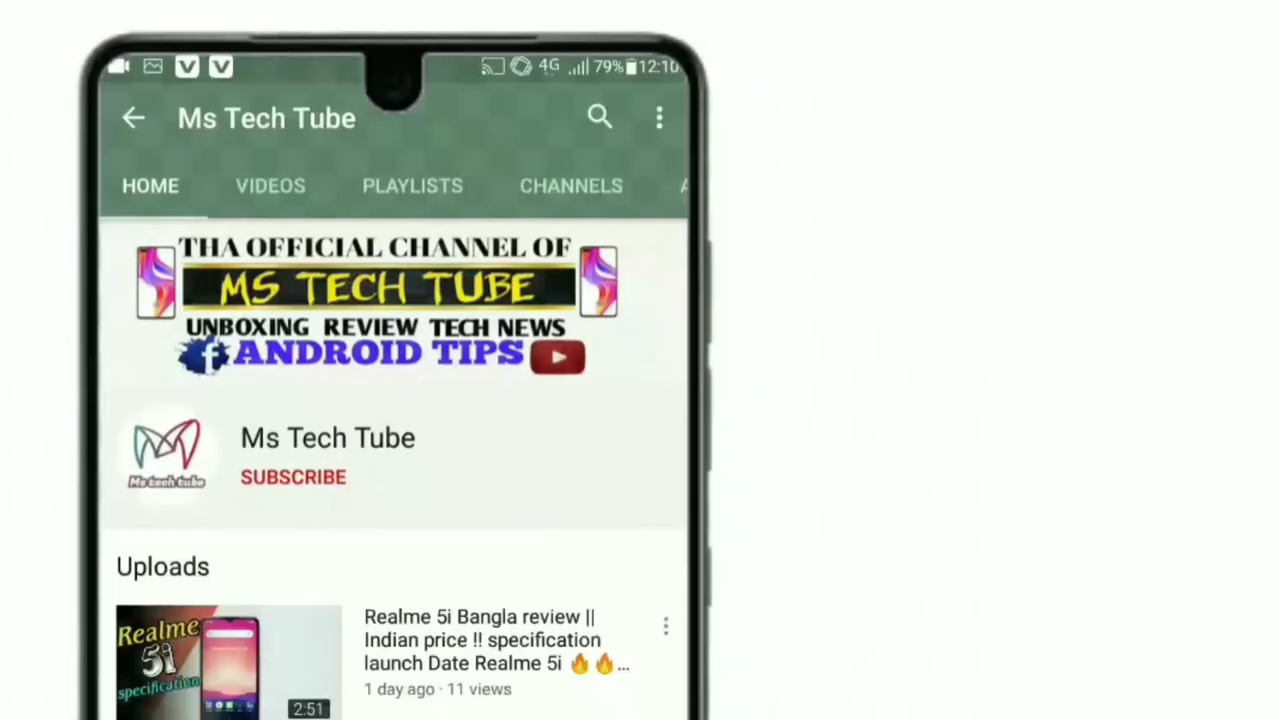 4G 79% 12:10
Ms Tech Tube
HOME VIDEOS PLAYLISTS CHANNELS
THA OFFICIAL CHANNEL OF
MS TECH TUBE
UNBOXING REVIEW TECH NEWS
f ANDROID TIPS
Ms tech tube
Ms Tech Tube
SUBSCRIBE
Uploads
Realme
5i
specification
2:51
Realme 5i Bangla review ||
Indian price !! specification
launch Date Realme 5i 🔥🔥...
1 day ago · 11 views